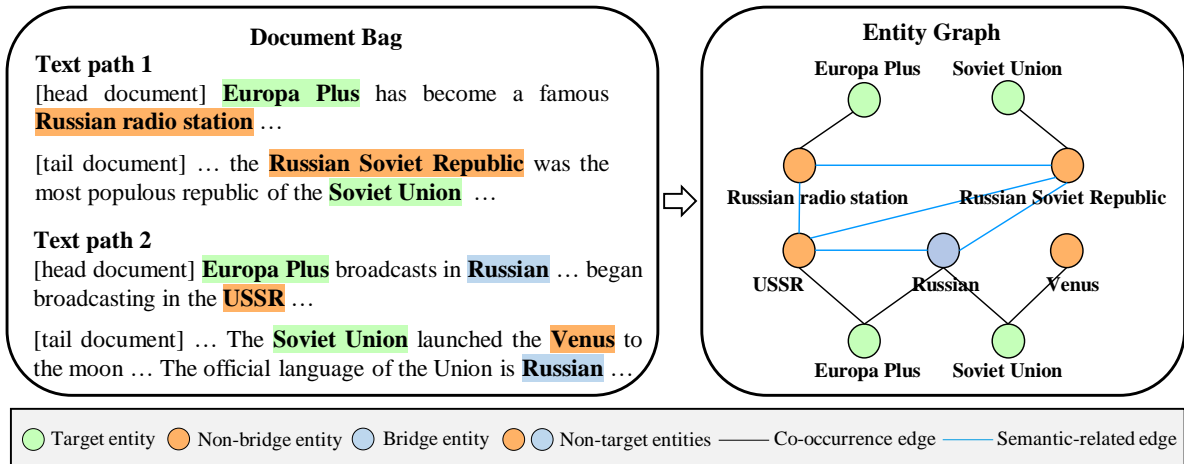 Document Bag
Text path 1
[head document] Europa Plus has become a famous
Russian radio station …
[tail document] … the Russian Soviet Republic was the
most populous republic of the Soviet Union …
Text path 2
[head document] Europa Plus broadcasts in Russian … began
broadcasting in the USSR …
[tail document] … The Soviet Union launched the Venus to
the moon … The official language of the Union is Russian …
Entity Graph
Europa Plus
Soviet Union
Russian radio station
Russian Soviet Republic
USSR
Russian
Venus
Europa Plus
Soviet Union
Target entity
Non-bridge entity
Bridge entity
Non-target entities
Co-occurrence edge
Semantic-related edge